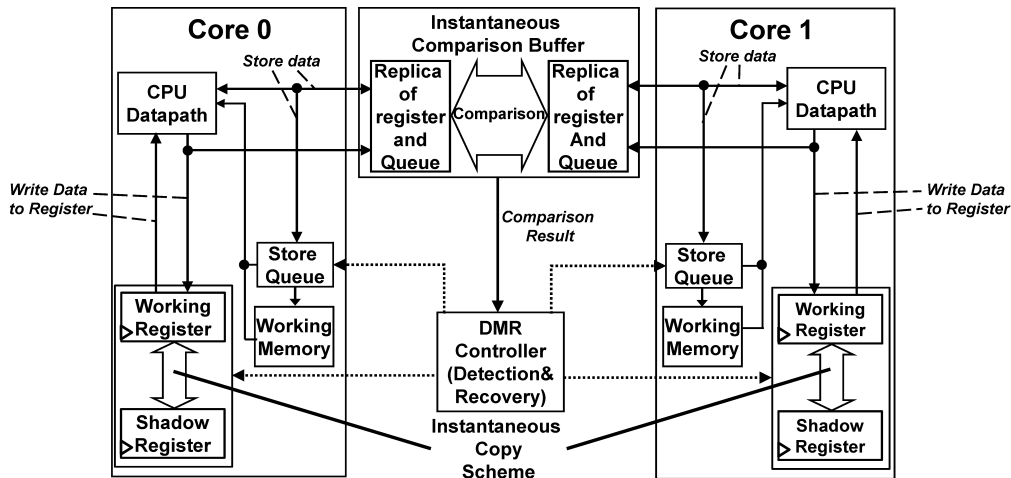 Core 0
Store data
CPU
Datapath
Write Data
to Register
Store
Queue
Working
Register
Working
Memory
Shadow
Register
Instantaneous
Comparison Buffer
Replica
of
register
and
Queue
Comparison
Replica
of
register
And
Queue
Comparison
Result
DMR
Controller
(Detection&
Recovery)
Instantaneous
Copy
Scheme
Core 1
Store data
CPU
Datapath
Write Data
to Register
Store
Queue
Working
Memory
Working
Register
Shadow
Register